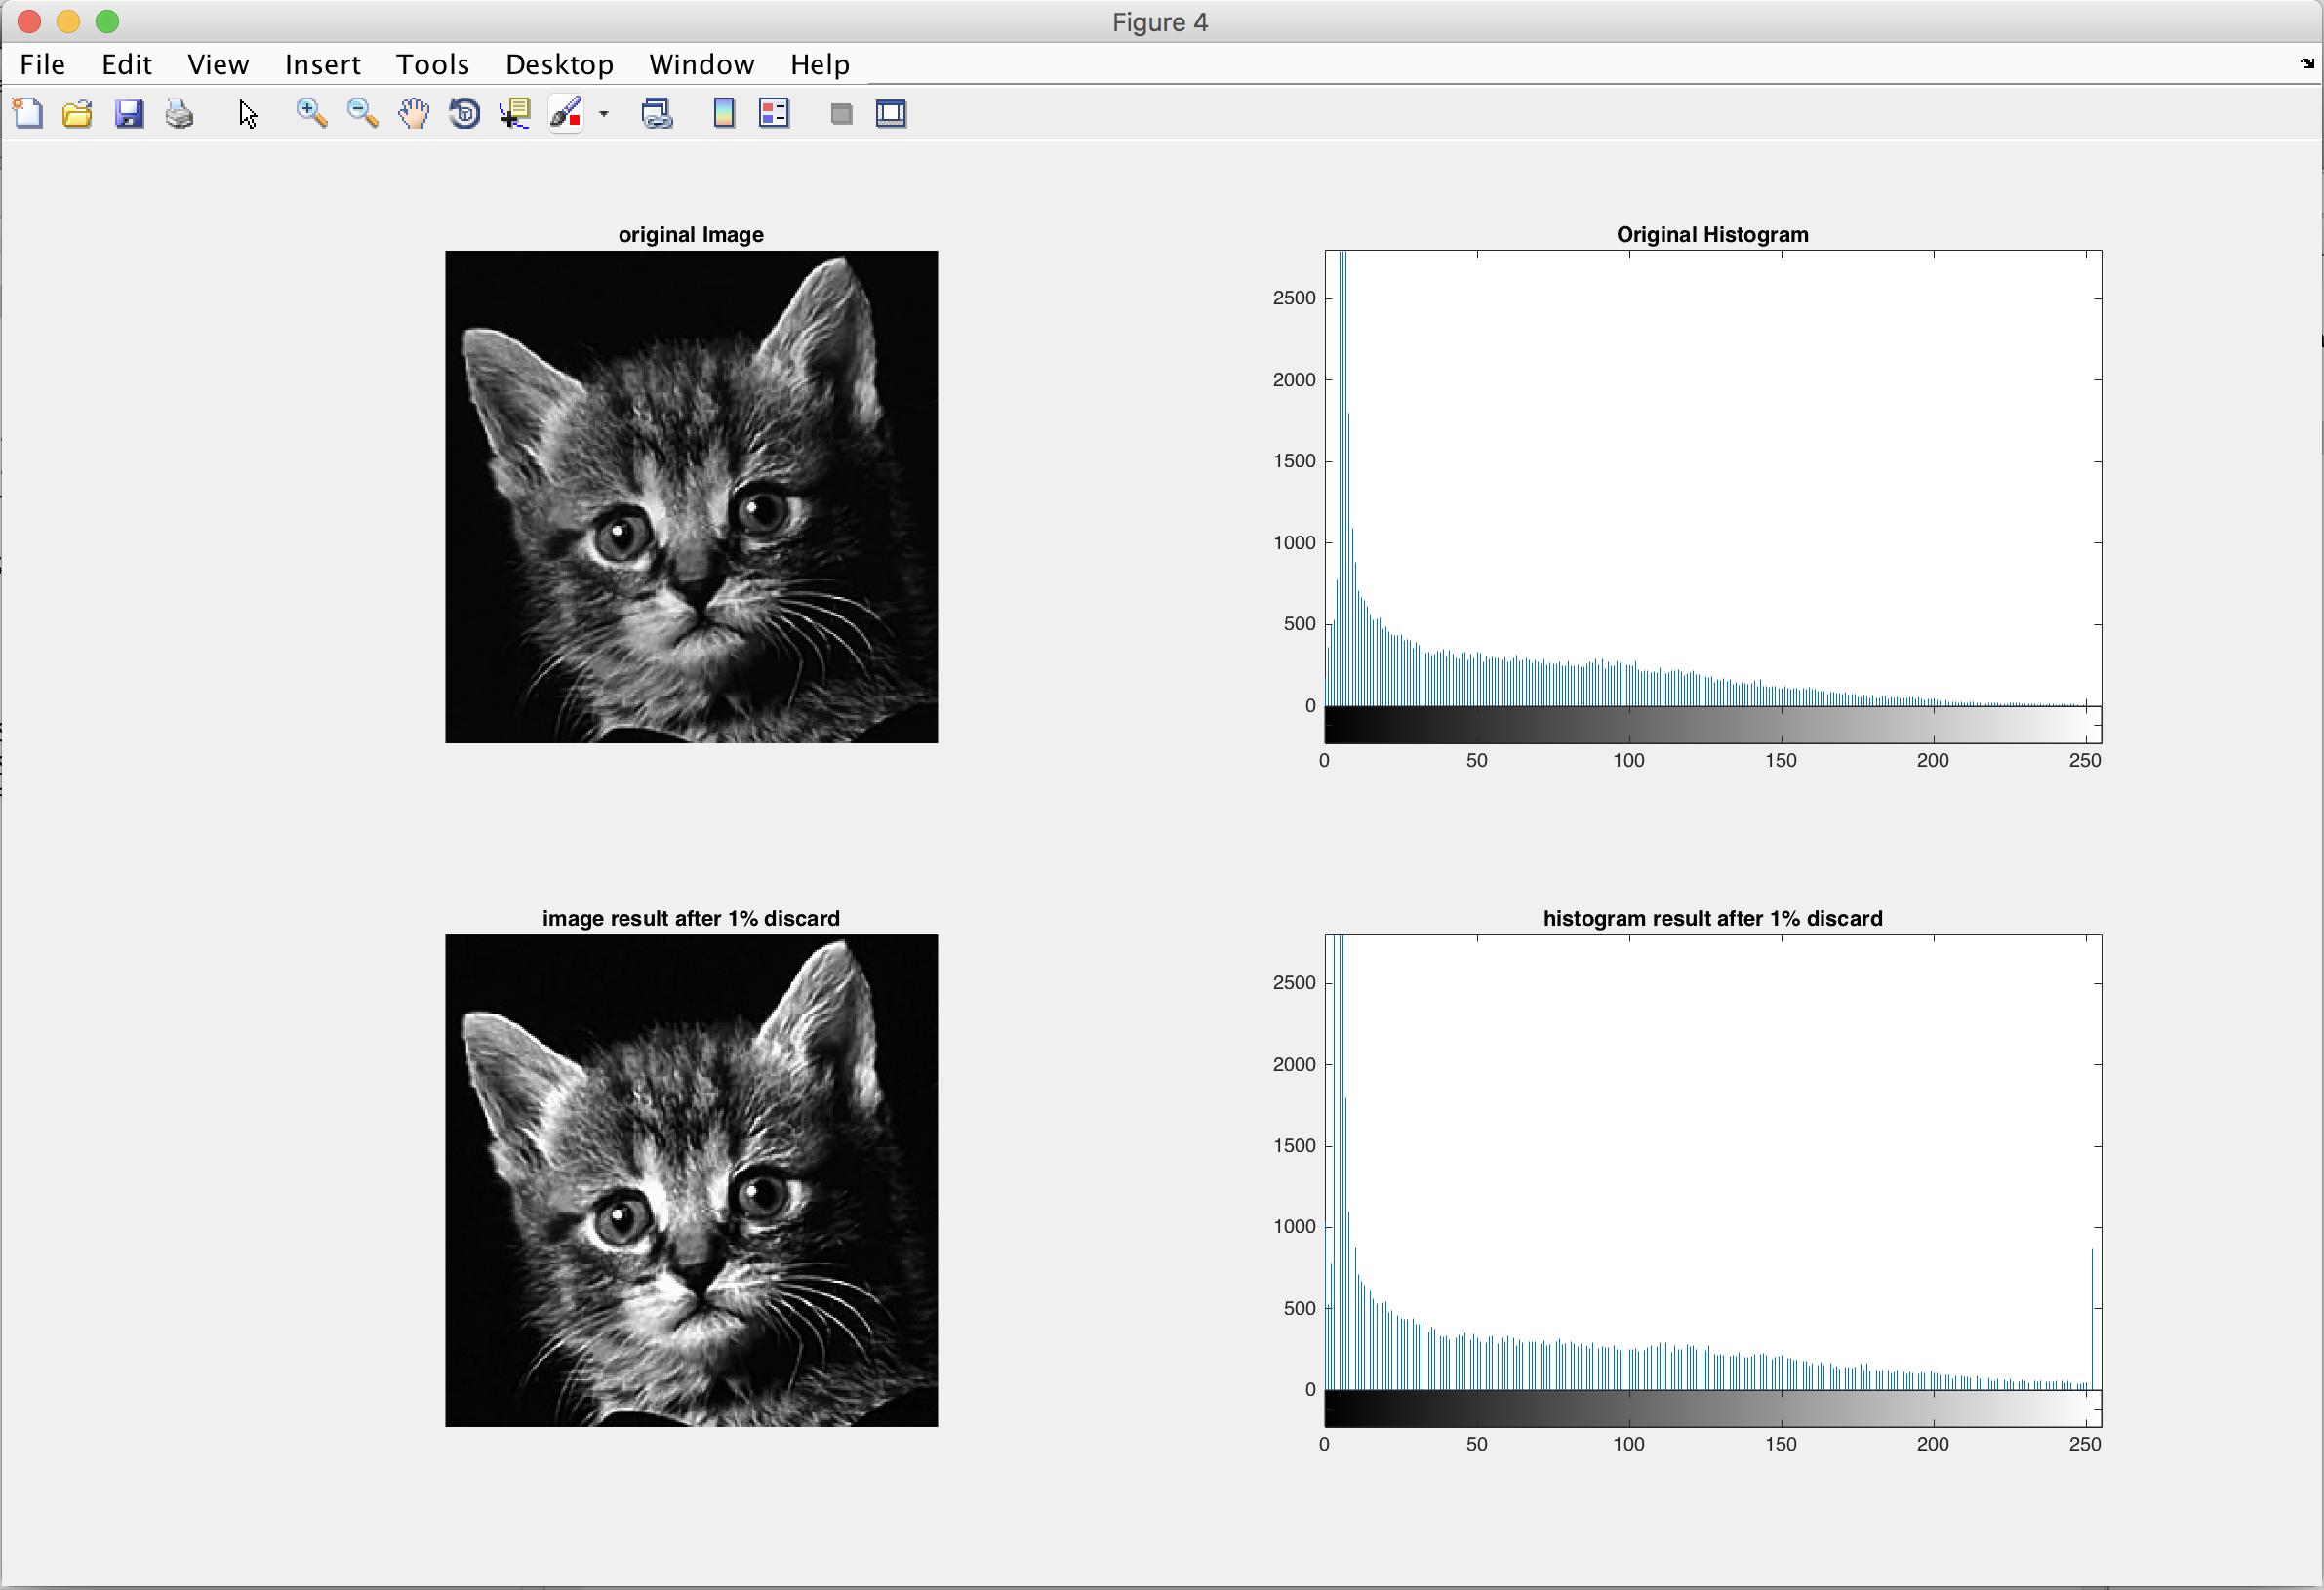 Figure 4
File Edit View Insert Tools Desktop Window Help
original Image
Original Histogram
2500
2000
1500
1000
500
0
0 50 100 150 200 250
image result after 1% discard
histogram result after 1% discard
2500
2000
1500
1000
500
0
0 50 100 150 200 250